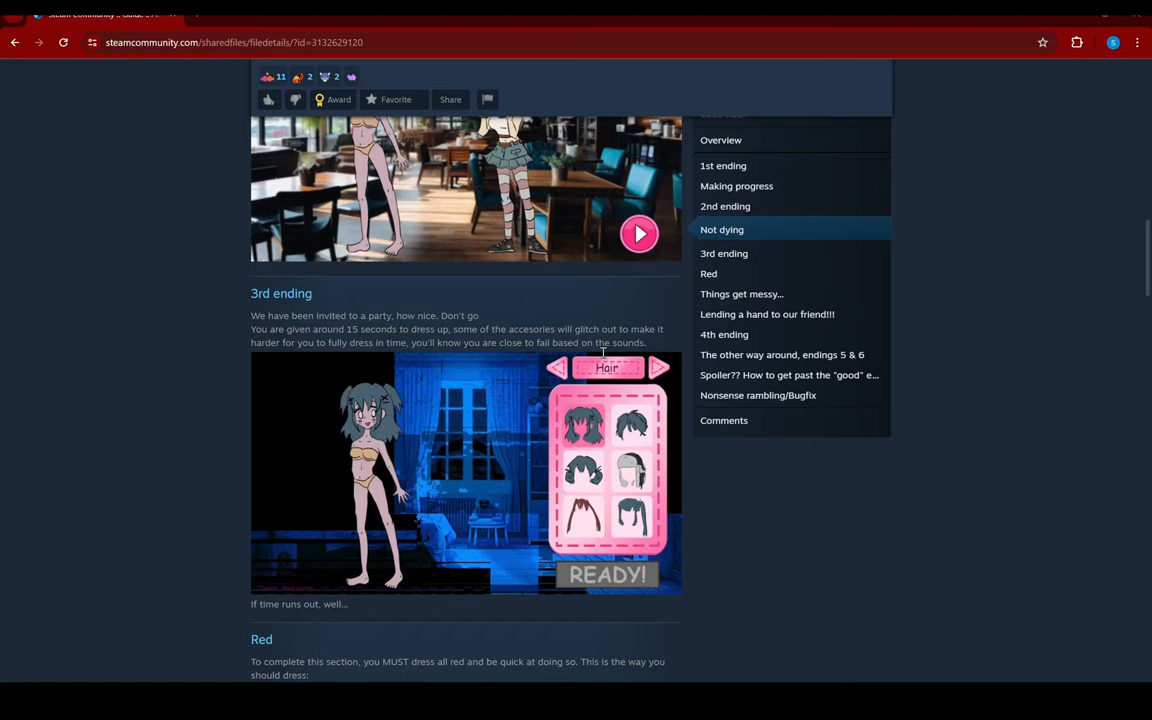 steamcommunity.com/sharedfiles/filedetails/?id=3132629120
S
11
2
2
Award
Favorite
Share
Overview
1st ending
Making progress
2nd ending
Not dying
3rd ending
Red
Things get messy...
Lending a hand to our friend!!!
4th ending
The other way around, endings 5 & 6
Spoiler?? How to get past the "good" e...
Nonsense rambling/Bugfix
Comments
3rd ending
We have been invited to a party, how nice. Don't go
You are given around 15 seconds to dress up, some of the accesories will glitch out to make it
harder for you to fully dress in time, you'll know you are close to fail based on the sounds.
Hair
READY!
If time runs out, well...
Red
To complete this section, you MUST dress all red and be quick at doing so. This is the way you
should dress: